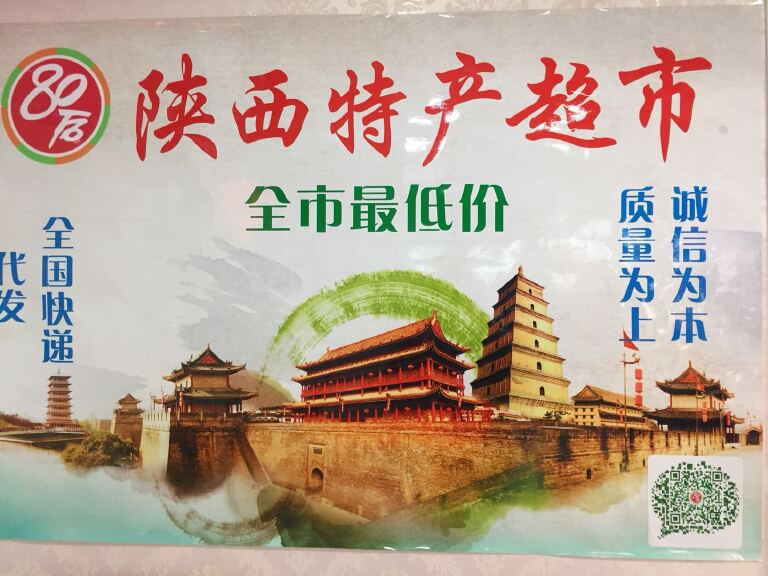 80后
陕西特产超市
全市最低价
诚信为本
质量为上
全国快递
代发